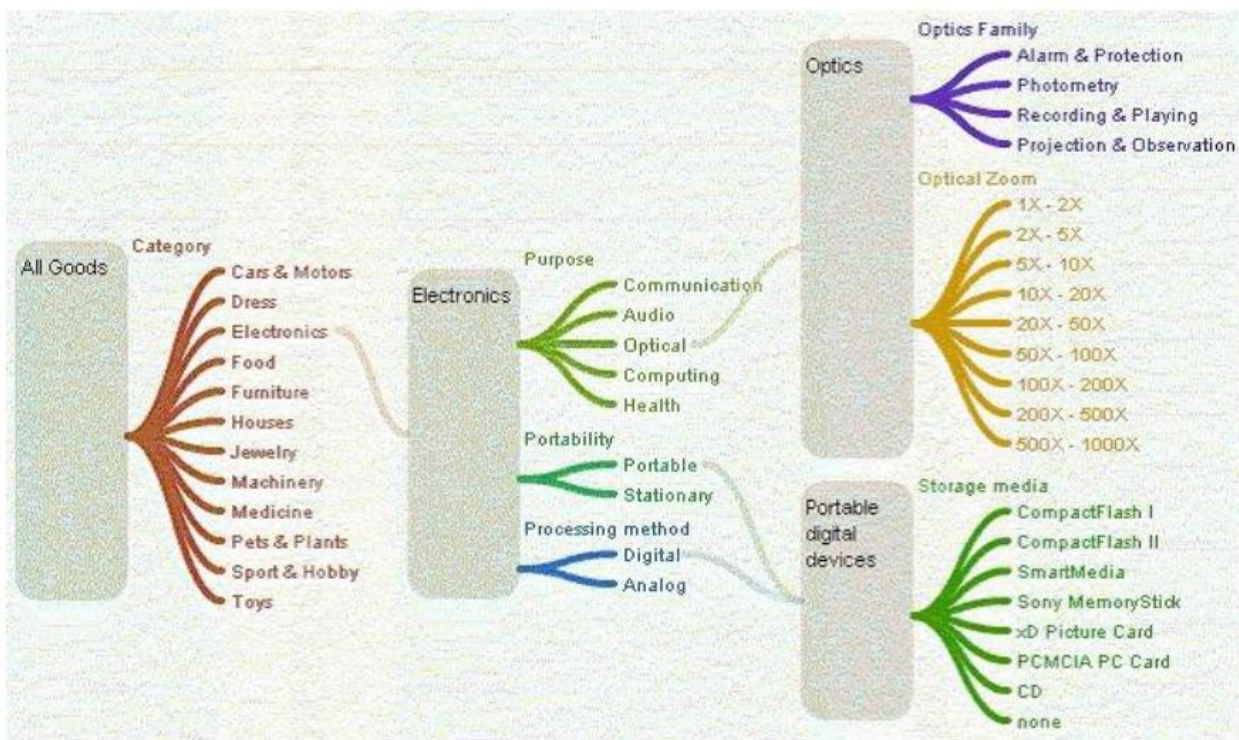 All Goods
Category
Cars & Motors
Dress
Electronics
Food
Furniture
Houses
Jewelry
Machinery
Medicine
Pets & Plants
Sport & Hobby
Toys
Electronics
Purpose
Communication
Audio
Optical
Computing
Health
Portability
Portable
Stationary
Processing method
Digital
Analog
Optics
Optics Family
Alarm & Protection
Photometry
Recording & Playing
Projection & Observation
Optical Zoom
1X - 2X
2X - 5X
5X - 10X
10X - 20X
20X - 50X
50X - 100X
100X - 200X
200X - 500X
500X - 1000X
Portable
digital
devices
Storage media
CompactFlash I
CompactFlash II
SmartMedia
Sony MemoryStick
xD Picture Card
PCMCIA PC Card
CD
none